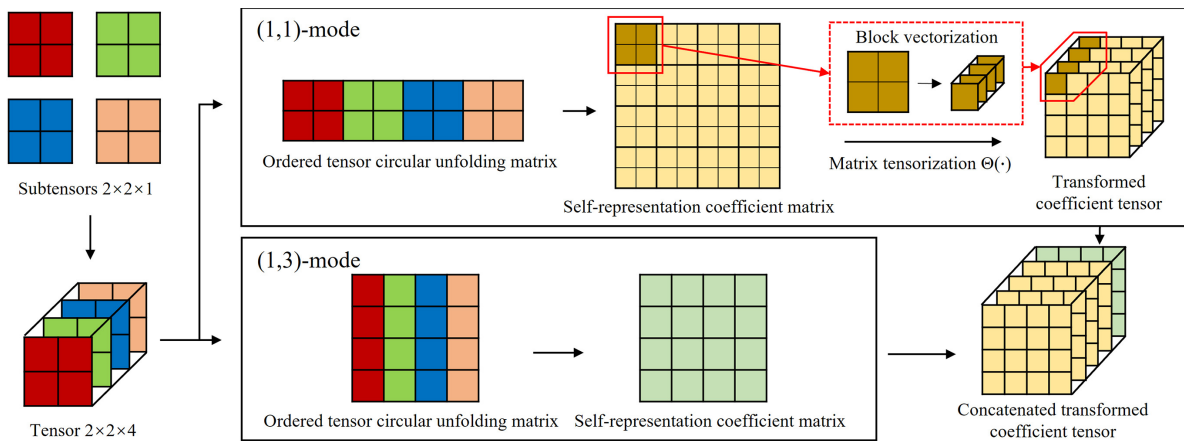 (1,1)-mode
Block vectorization
Ordered tensor circular unfolding matrix
Matrix tensorization Θ(·)
Subtensors 2×2×1
Self-representation coefficient matrix
Transformed
coefficient tensor
(1,3)-mode
Ordered tensor circular unfolding matrix
Self-representation coefficient matrix
Tensor 2×2×4
Concatenated transformed
coefficient tensor